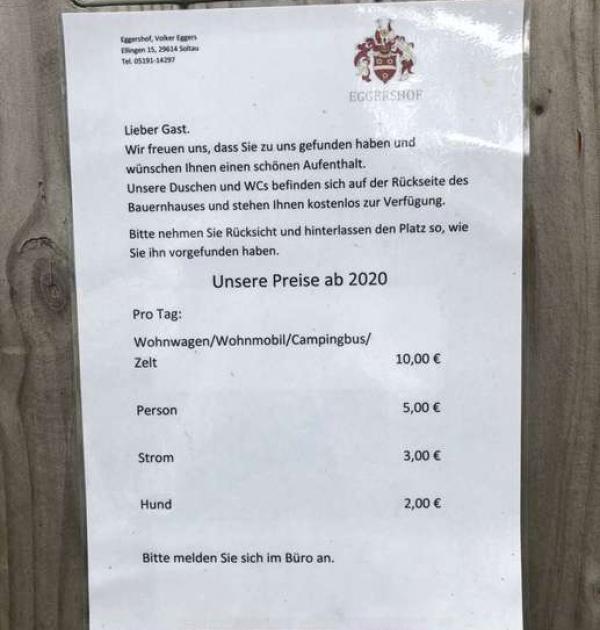 Eggershof, Volker Eggers
Ellingen 15, 29614 Soltau
Tel. 05191-14297
EGGERSHOF
Lieber Gast.
Wir freuen uns, dass Sie zu uns gefunden haben und
wünschen Ihnen einen schönen Aufenthalt.
Unsere Duschen und WCs befinden sich auf der Rückseite des
Bauernhauses und stehen Ihnen kostenlos zur Verfügung.
Bitte nehmen Sie Rücksicht und hinterlassen den Platz so, wie
Sie ihn vorgefunden haben.
Unsere Preise ab 2020
Pro Tag:
Wohnwagen/Wohnmobil/Campingbus/
Zelt 10,00 €
Person 5,00 €
Strom 3,00 €
Hund 2,00 €
Bitte melden Sie sich im Büro an.